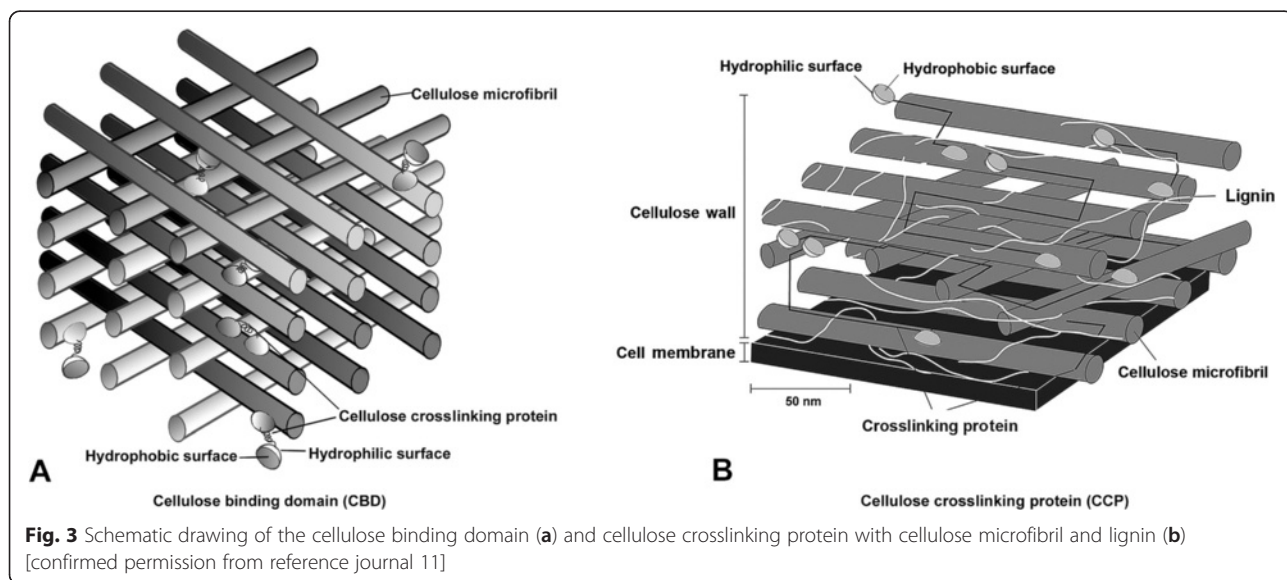 Cellulose microfibril
Cellulose crosslinking protein
Hydrophobic surface
Hydrophilic surface
A
Cellulose binding domain (CBD)
Hydrophilic surface
Hydrophobic surface
Cellulose wall
Lignin
Cell membrane
Cellulose microfibril
50 nm
Crosslinking protein
B
Cellulose crosslinking protein (CCP)
Fig. 3 Schematic drawing of the cellulose binding domain (a) and cellulose crosslinking protein with cellulose microfibril and lignin (b)
[confirmed permission from reference journal 11]